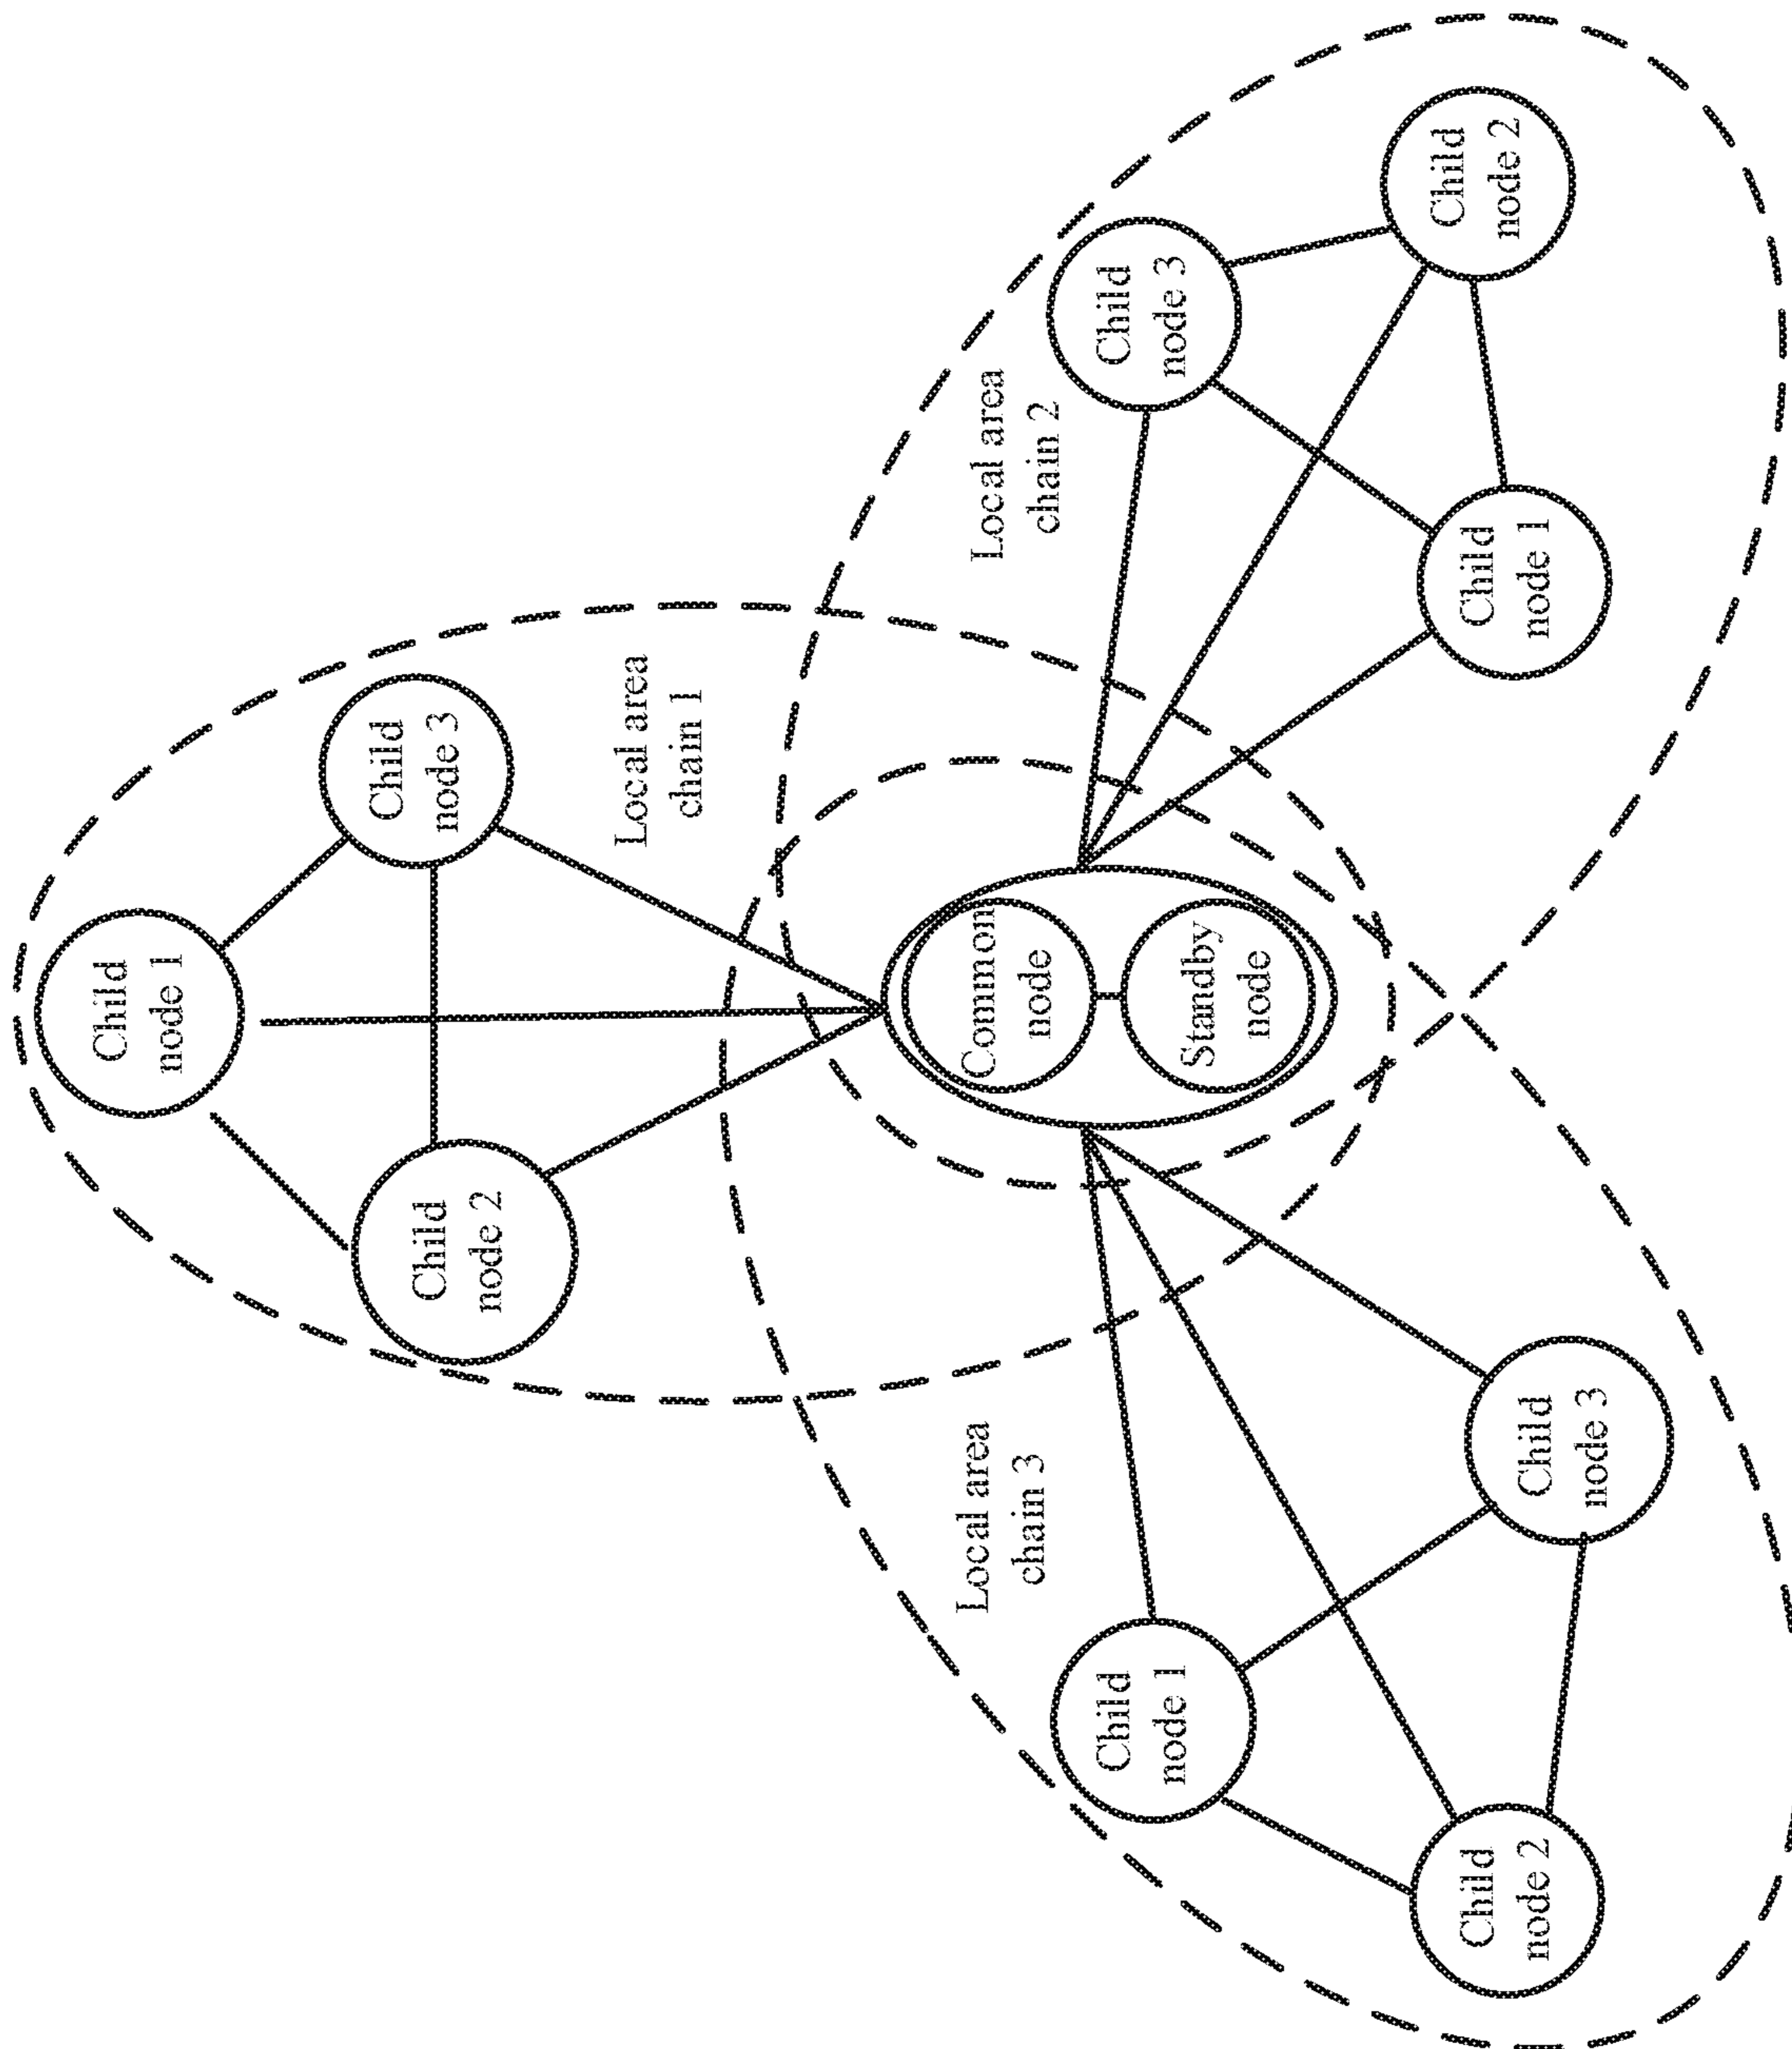 Child
node 1
Child
node 2
Child
node 3
Local area
chain 1
Common
node
Standby
node
Local area
chain 2
Child
node 3
Child
node 2
Child
node 1
Local area
chain 3
Child
node 1
Child
node 2
Child
node 3